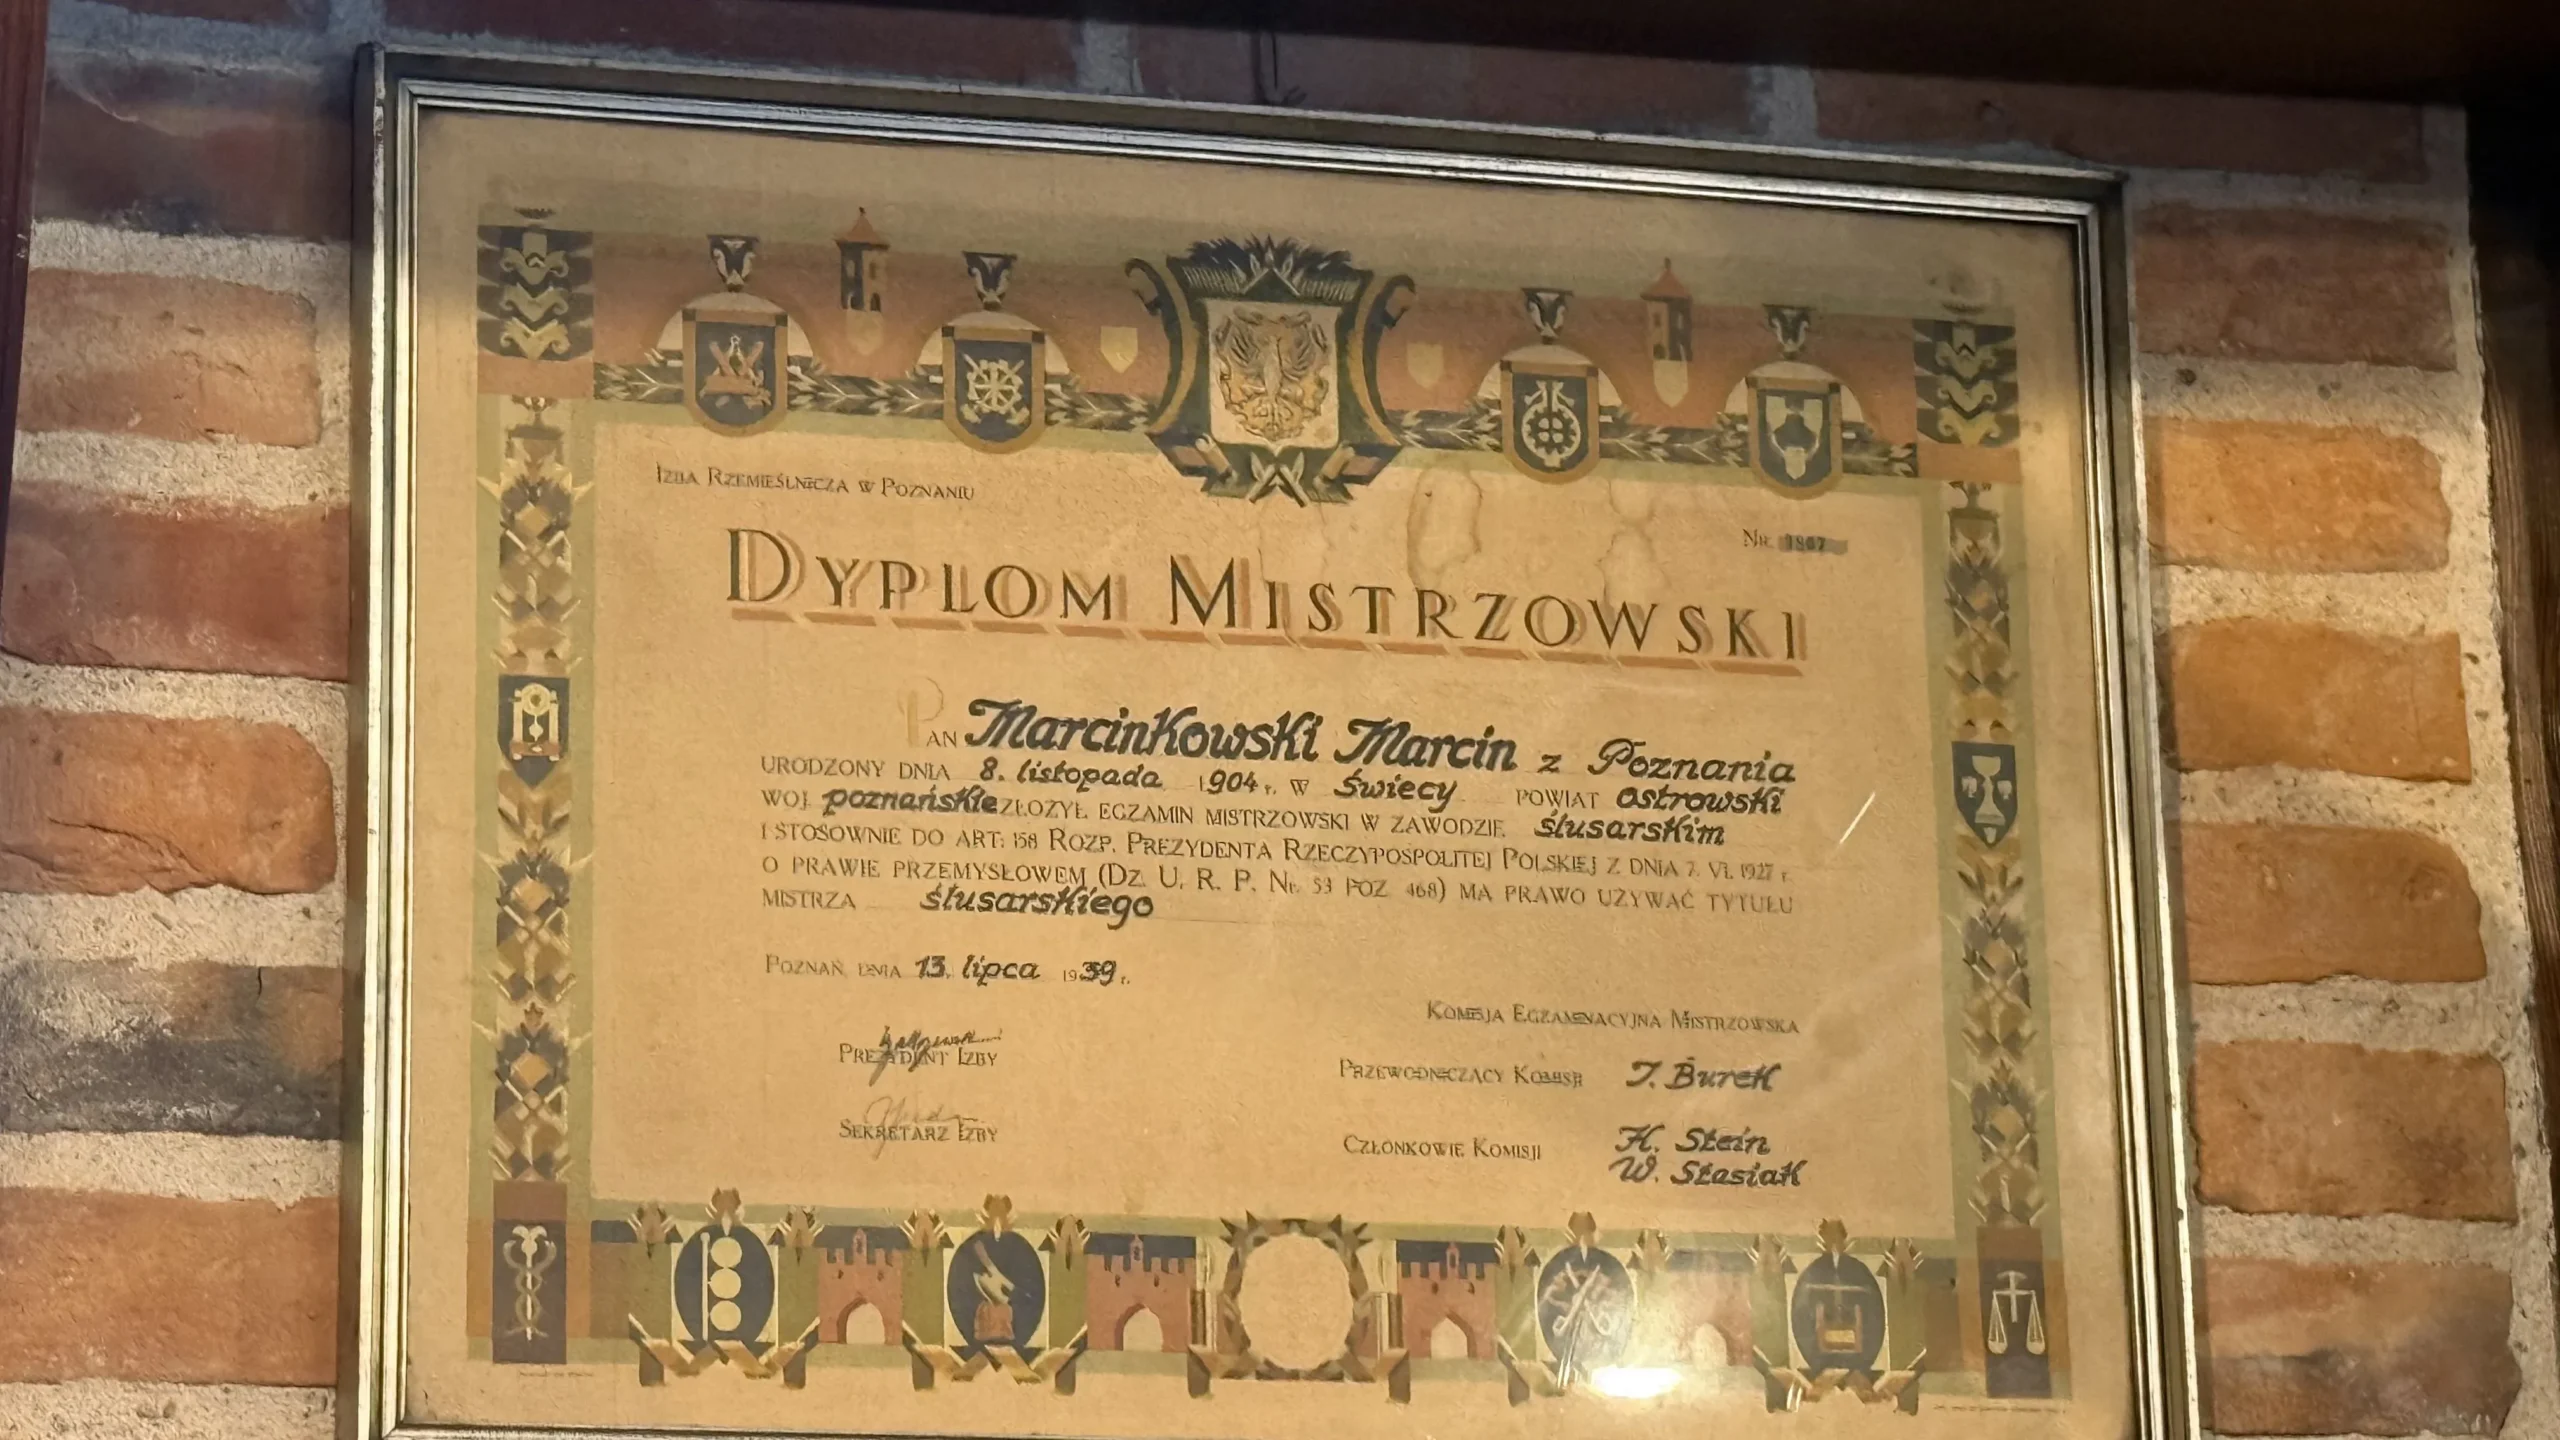 Izba Rzemieślnicza w Poznaniu
Nr. 3867
Dyplom Mistrzowski
Pan Marcinkowski Marcin z Poznania
urodzony dnia 8. listopada 1904 r. w Świecy powiat ostrowski
woj. poznańskie złożył egzamin mistrzowski w zawodzie ślusarskim
i stosownie do art: 158 Rozp. Prezydenta Rzeczypospolitej Polskiej z dnia 7. VI. 1927 r.
o prawie przemysłowem (Dz. U. R. P. Nr. 53 poz 468) ma prawo używać tytułu
mistrza ślusarskiego
Poznań, dnia 13. lipca 1939 r.
Komisja Egzaminacyjna Mistrzowska
Prezydent Izby
Przewodniczący Komisji J. Burek
Sekretarz Izby
Członkowie Komisji H. Stein
W. Stasiak